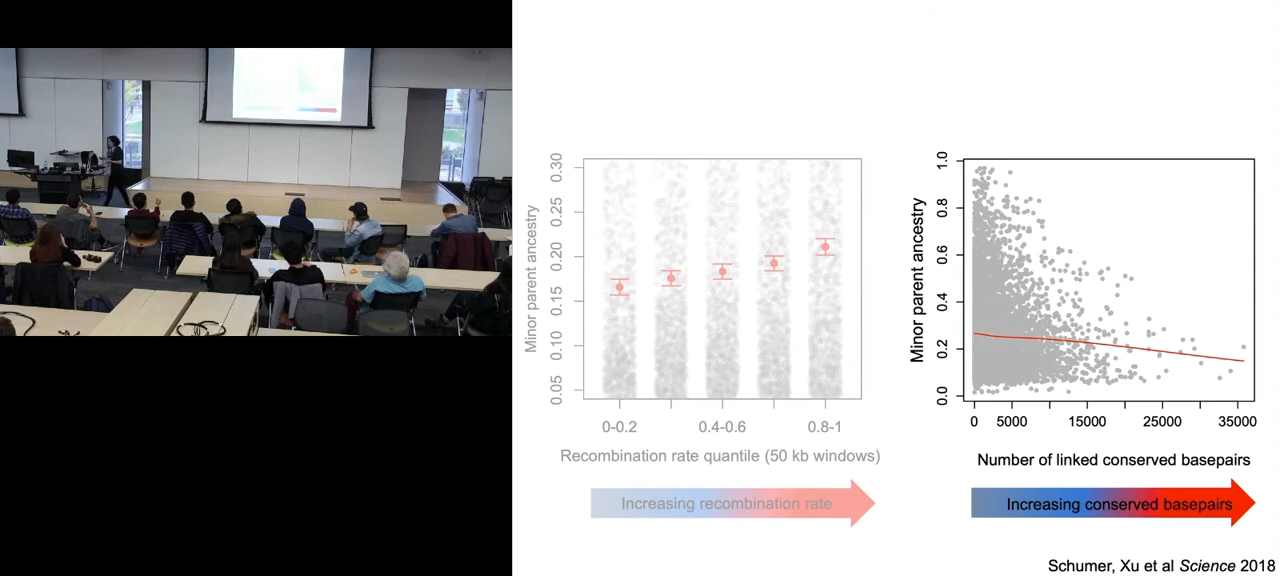 Minor parent ancestry
0.30
0.25
0.20
0.15
0.10
0.05
0-0.2
0.4-0.6
0.8-1
Recombination rate quantile (50 kb windows)
Increasing recombination rate
Minor parent ancestry
1.0
0.8
0.6
0.4
0.2
0.0
0
5000
15000
25000
35000
Number of linked conserved basepairs
Increasing conserved basepairs
Schumer, Xu et al Science 2018